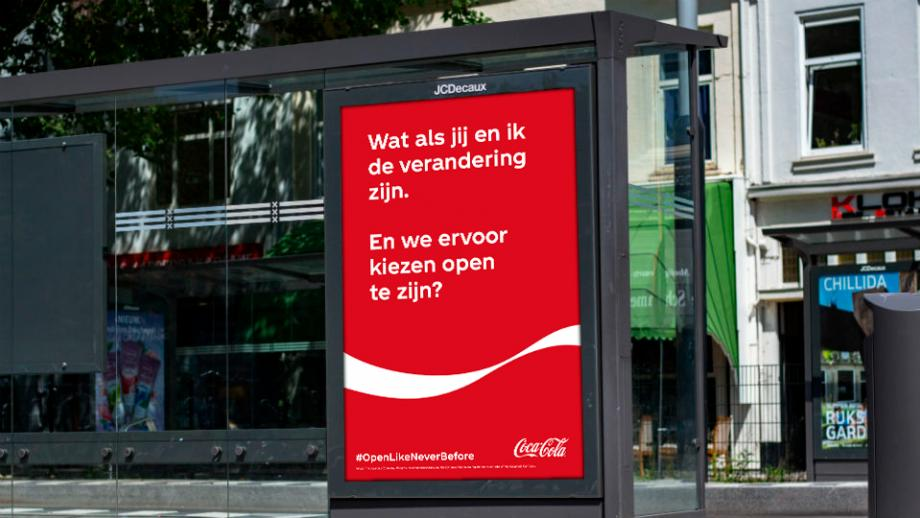 JCDecaux
Wat als jij en ik
de verandering
zijn.
En we ervoor
kiezen open
te zijn?
#OpenLikeNeverBefore
Coca-Cola
JCDecaux
CHILLIDA
RIJKS
GARD